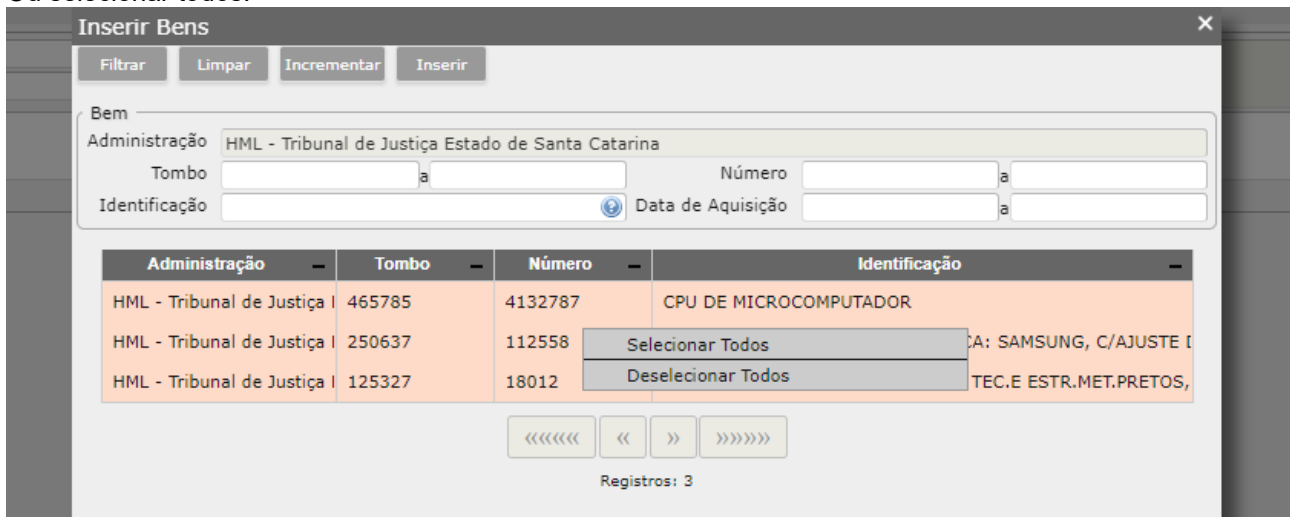 Ou selecionar todos.
Inserir Bens ×
Filtrar Limpar Incrementar Inserir
Bem
Administração HML - Tribunal de Justiça Estado de Santa Catarina
Tombo a Número a
Identificação Data de Aquisição a
Administração Tombo Número Identificação
HML - Tribunal de Justiça 465785 4132787 CPU DE MICROCOMPUTADOR
HML - Tribunal de Justiça 250637 112558 CA: SAMSUNG, C/AJUSTE
HML - Tribunal de Justiça 125327 18012 TEC.E ESTR.MET.PRETOS,
Selecionar Todos
Deselecionar Todos
««««« « » »»»»»
Registros: 3